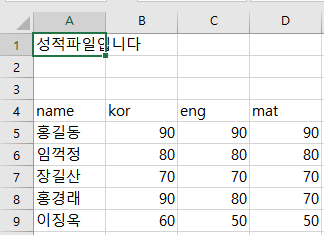 A B C D
1 성적파일입니다
2
3
4 name kor eng mat
5 홍길동 90 90 90
6 임꺽정 80 80 80
7 장길산 70 70 70
8 홍경래 90 80 70
9 이징옥 60 50 50